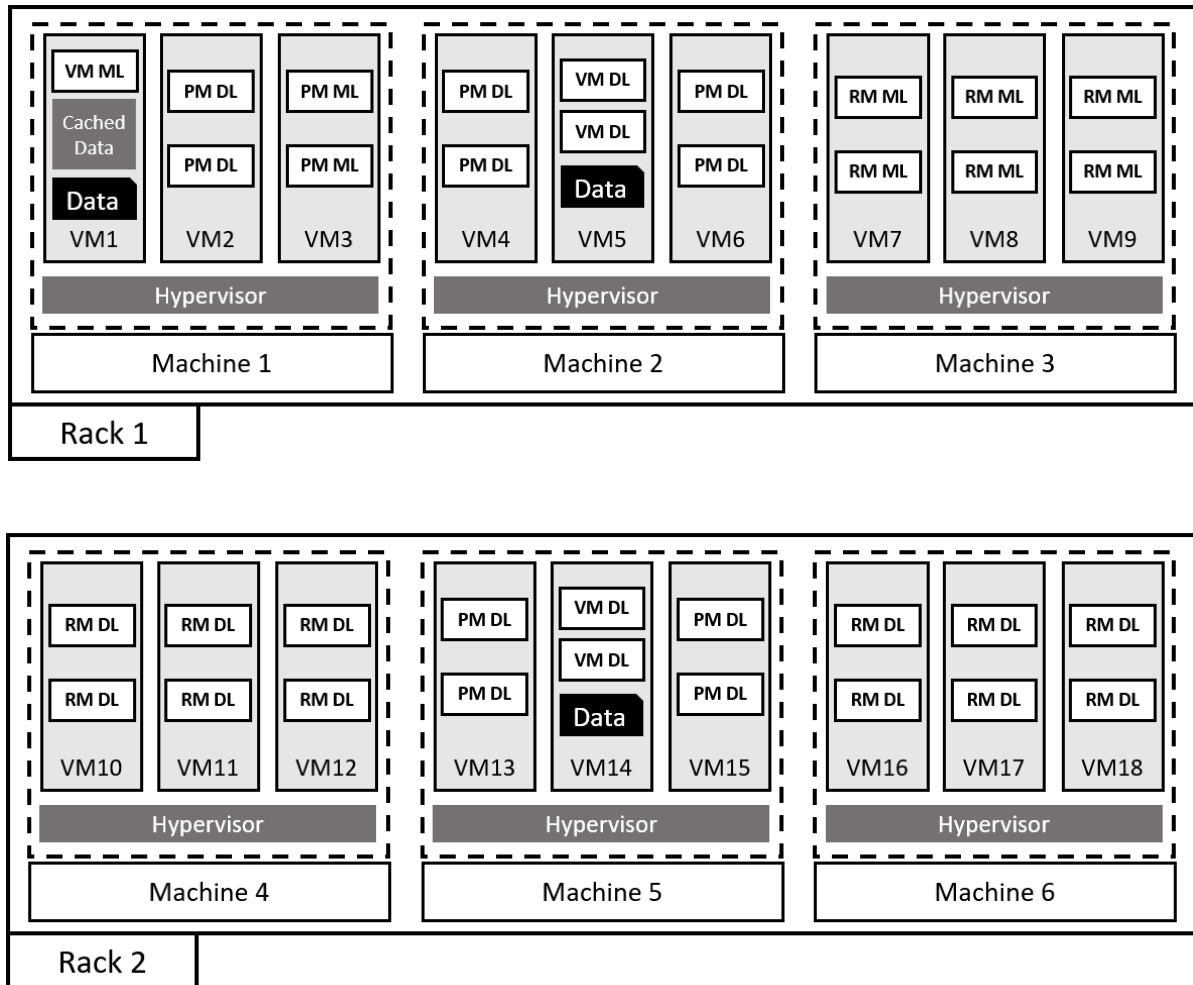 VM ML
Cached
Data
Data
VM1
PM DL
PM DL
VM2
PM ML
PM ML
VM3
Hypervisor
Machine 1
PM DL
PM DL
VM4
VM DL
VM DL
Data
VM5
PM DL
PM DL
VM6
Hypervisor
Machine 2
RM ML
RM ML
VM7
RM ML
RM ML
VM8
RM ML
RM ML
VM9
Hypervisor
Machine 3
Rack 1
RM DL
RM DL
VM10
RM DL
RM DL
VM11
RM DL
RM DL
VM12
Hypervisor
Machine 4
PM DL
PM DL
VM13
VM DL
VM DL
Data
VM14
PM DL
PM DL
VM15
Hypervisor
Machine 5
RM DL
RM DL
VM16
RM DL
RM DL
VM17
RM DL
RM DL
VM18
Hypervisor
Machine 6
Rack 2